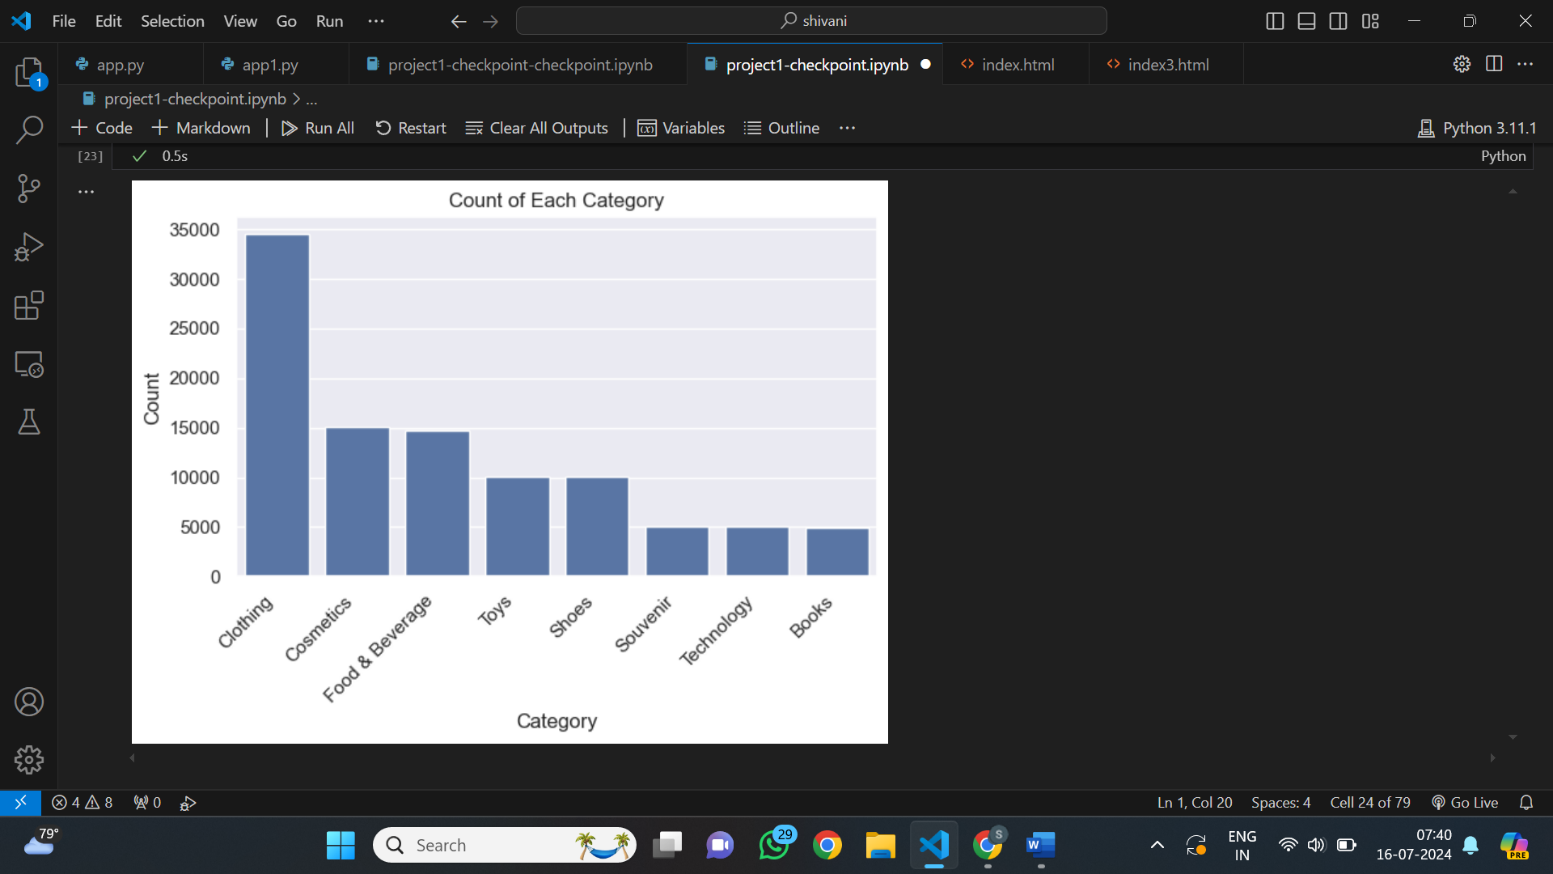 File Edit Selection View Go Run ... shivani
1 app.py app1.py project1-checkpoint-checkpoint.ipynb project1-checkpoint.ipynb index.html index3.html
project1-checkpoint.ipynb > ...
+ Code + Markdown Run All Restart Clear All Outputs Variables Outline ... Python 3.11.1
[23] 0.5s Python
...
Count of Each Category
35000
30000
25000
20000
15000
10000
5000
0
Count
Clothing
Cosmetics
Food & Beverage
Toys
Shoes
Souvenir
Technology
Books
Category
4 8 0 Ln 1, Col 20 Spaces: 4 Cell 24 of 79 Go Live
79° Search 29 S W ENG 07:40
IN 16-07-2024 PRE